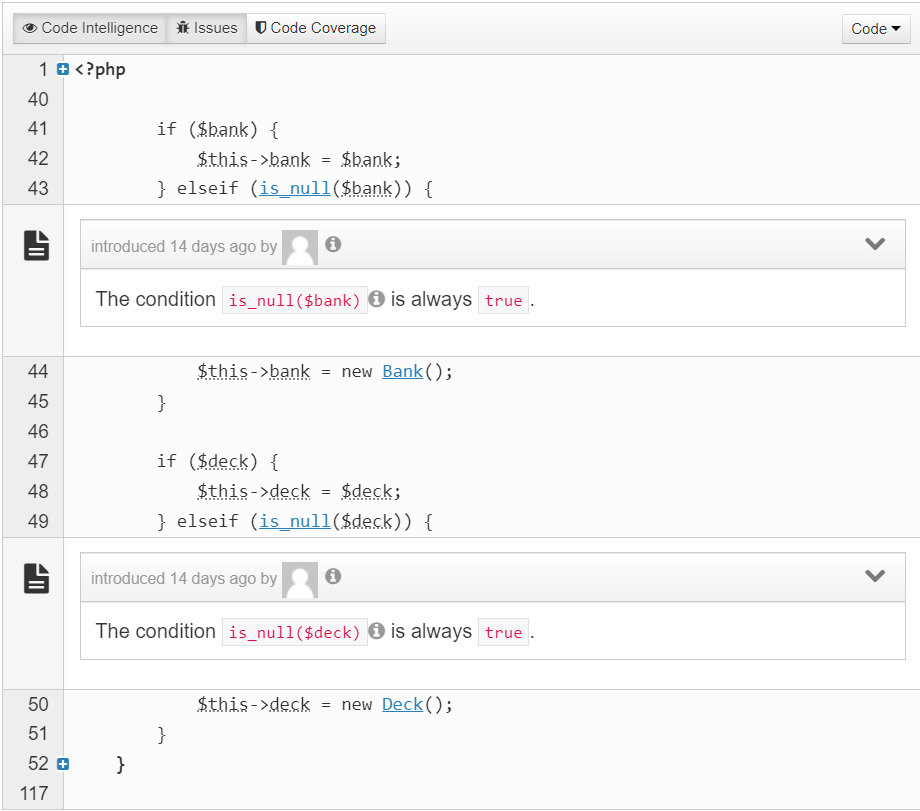 Code Intelligence Issues Code Coverage Code
1 <?php
40
41 if ($bank) {
42 $this->bank = $bank;
43 } elseif (is_null($bank)) {
introduced 14 days ago by
The condition is_null($bank) is always true.
44 $this->bank = new Bank();
45 }
46
47 if ($deck) {
48 $this->deck = $deck;
49 } elseif (is_null($deck)) {
introduced 14 days ago by
The condition is_null($deck) is always true.
50 $this->deck = new Deck();
51 }
52 }
117